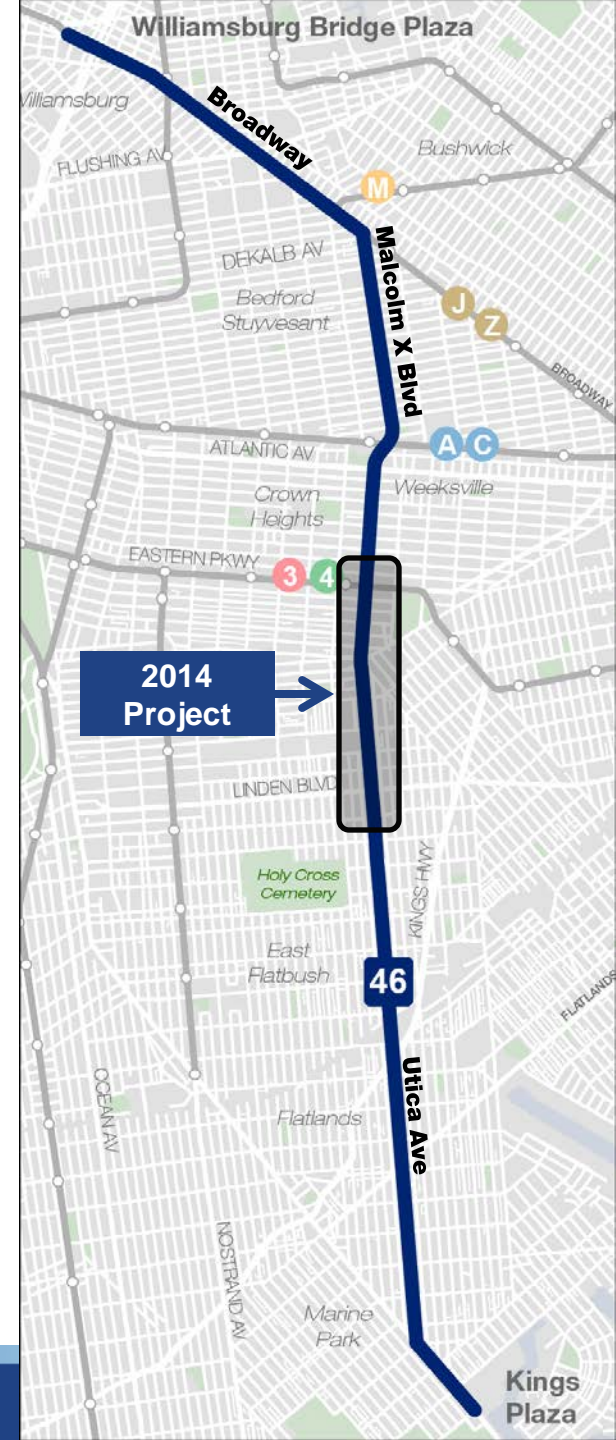 Williamsburg Bridge Plaza
Williamsburg
Broadway
FLUSHING AV
Bushwick
M
DEKALB AV
Malcolm X Blvd
Bedford
Stuyvesant
J
Z
BROADWAY
ATLANTIC AV
A C
Crown
Heights
Weeksville
EASTERN PKWY
3 4
2014
Project
LINDEN BLVD
KINGS HWY
Holy Cross
Cemetery
East
Flatbush
46
FLATLANDS
Utica Ave
OCEAN AV
Flatlands
NOSTRAND AV
Marine
Park
Kings
Plaza